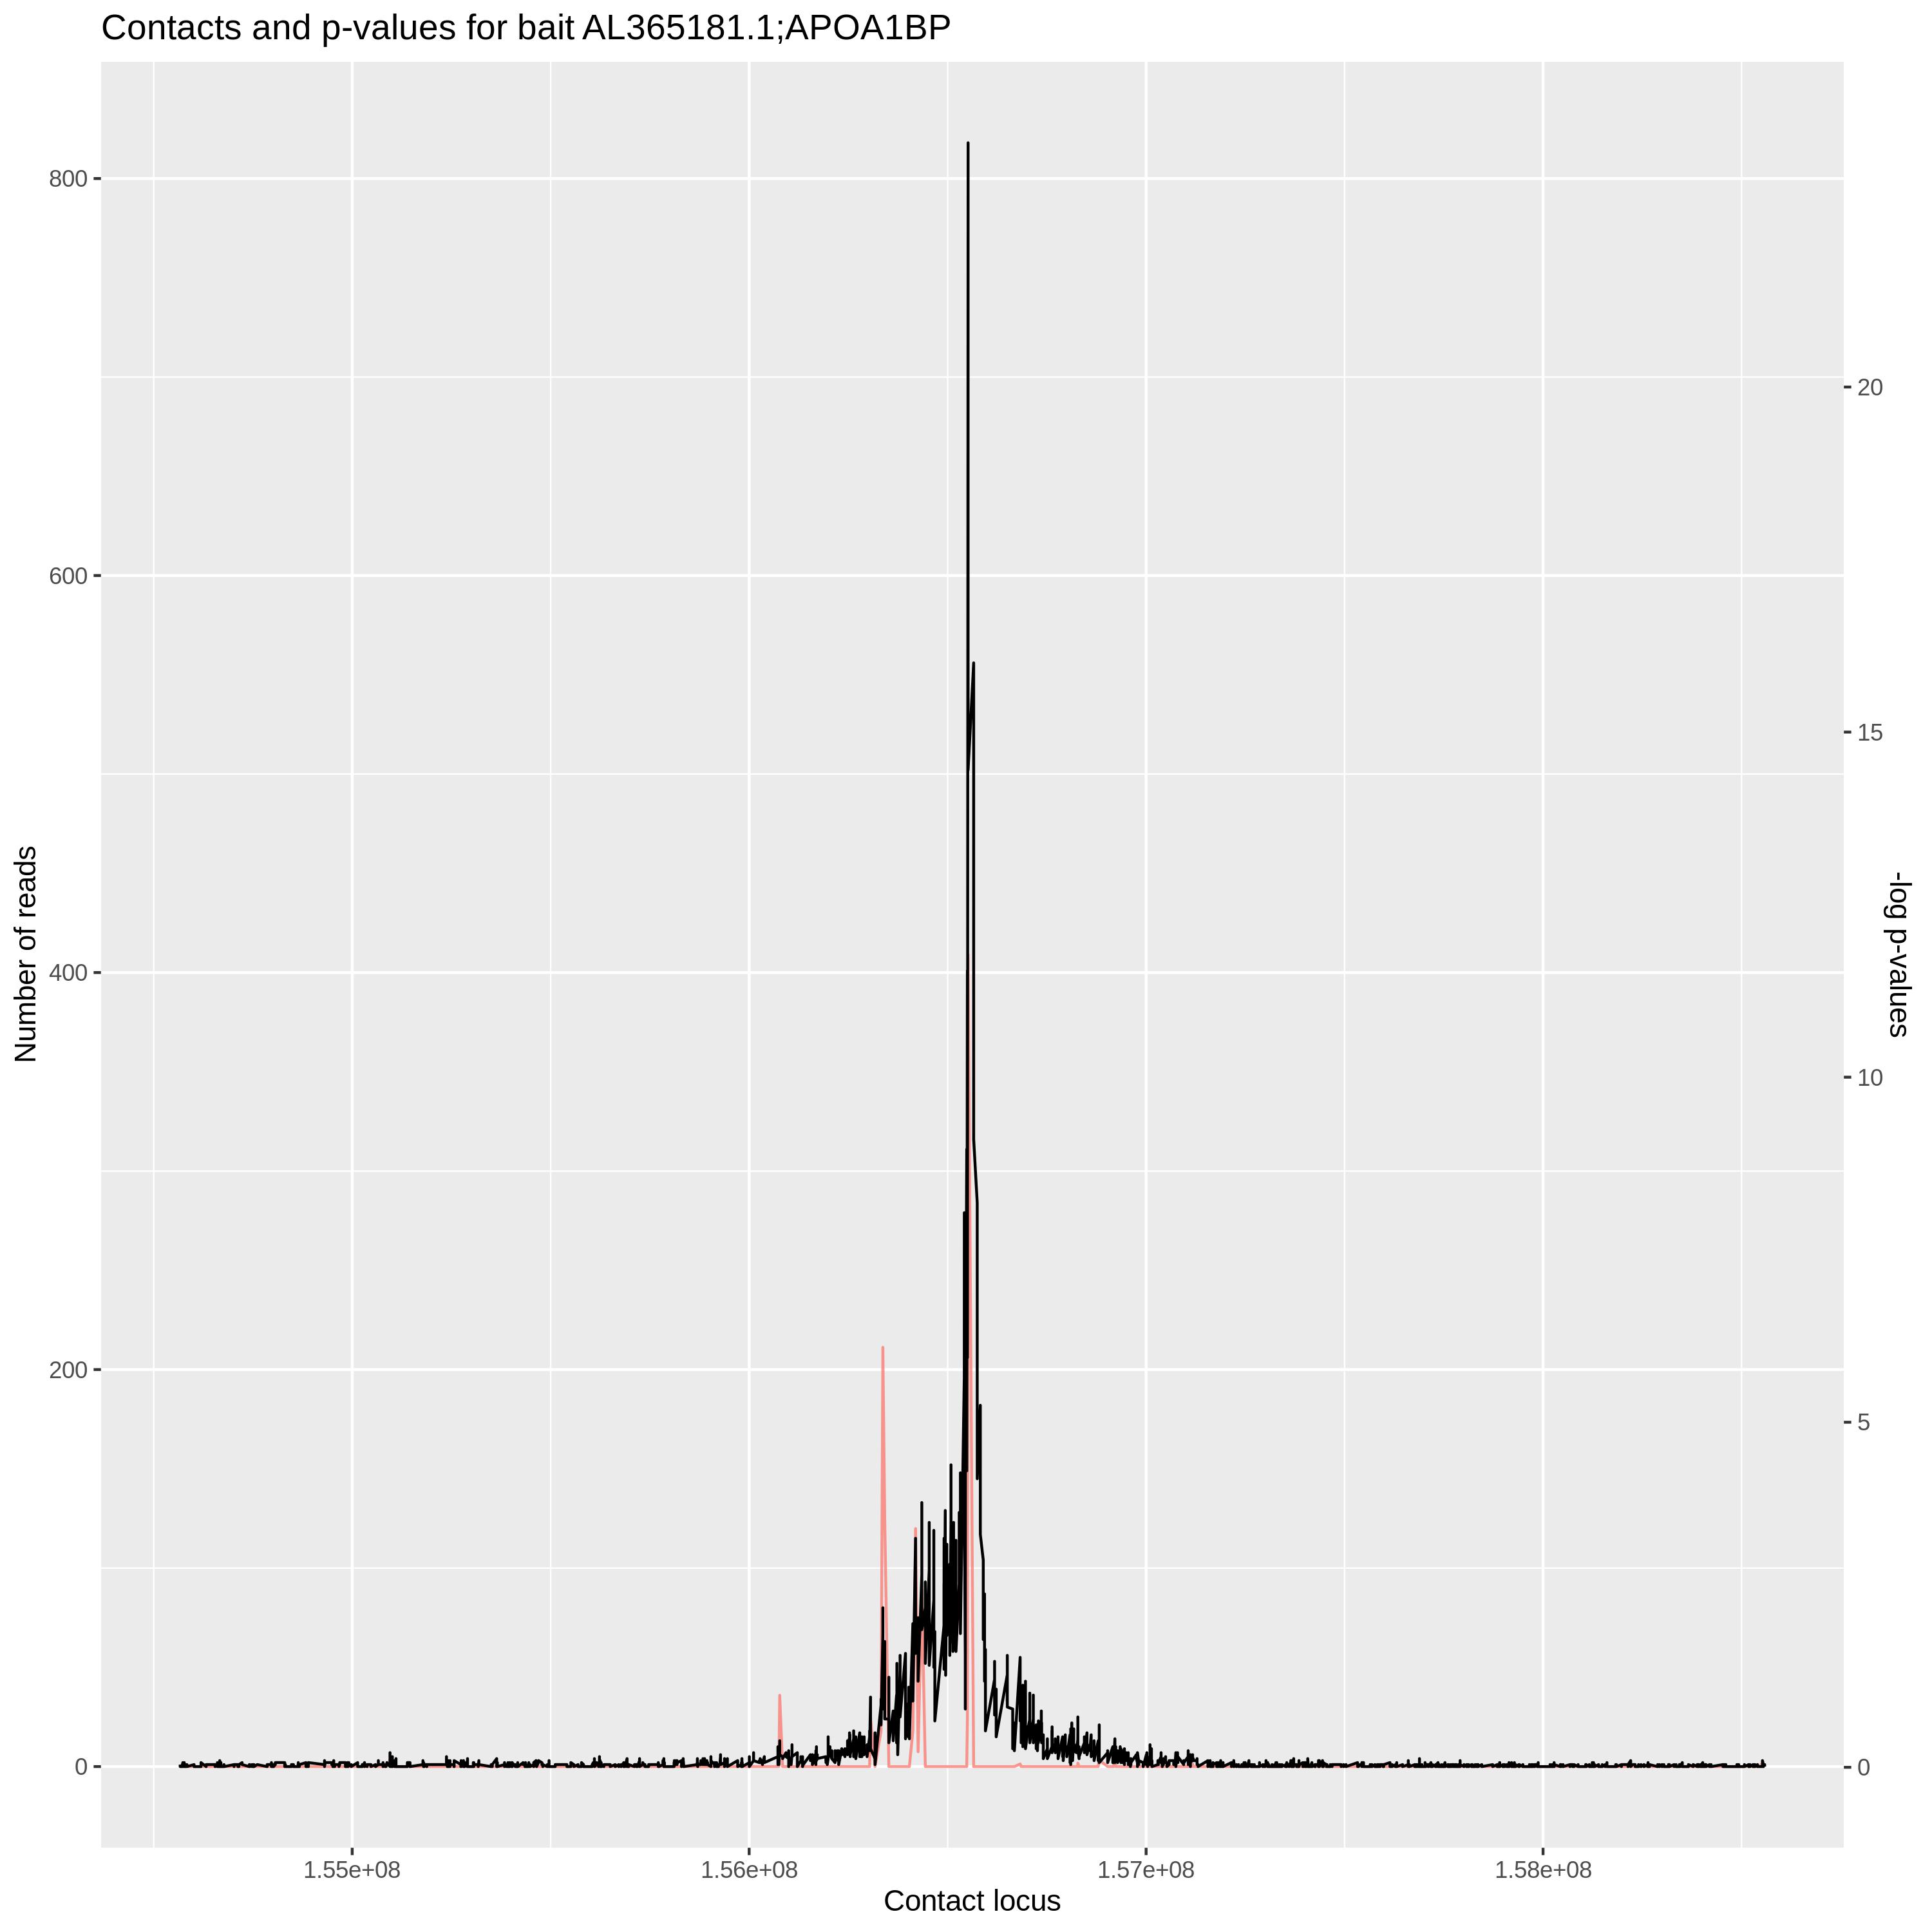 Contacts and p-values for bait AL365181.1;APOA1BP
800
600
400
200
0
Number of reads
20
15
10
5
0
-log p-values
1.55e+08 1.56e+08 1.57e+08 1.58e+08
Contact locus